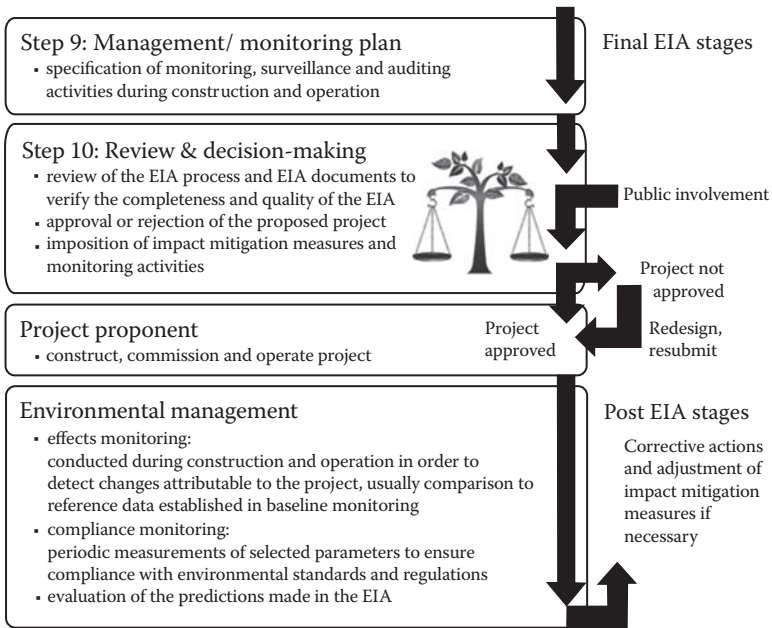 Step 9: Management/ monitoring plan
▪ specification of monitoring, surveillance and auditing
activities during construction and operation
Final EIA stages
Step 10: Review & decision-making
▪ review of the EIA process and EIA documents to
verify the completeness and quality of the EIA
▪ approval or rejection of the proposed project
▪ imposition of impact mitigation measures and
monitoring activities
Public involvement
Project not
approved
Project proponent
▪ construct, commission and operate project
Project
approved
Redesign,
resubmit
Environmental management
▪ effects monitoring:
conducted during construction and operation in order to
detect changes attributable to the project, usually comparison to
reference data established in baseline monitoring
▪ compliance monitoring:
periodic measurements of selected parameters to ensure
compliance with environmental standards and regulations
▪ evaluation of the predictions made in the EIA
Post EIA stages
Corrective actions
and adjustment of
impact mitigation
measures if
necessary